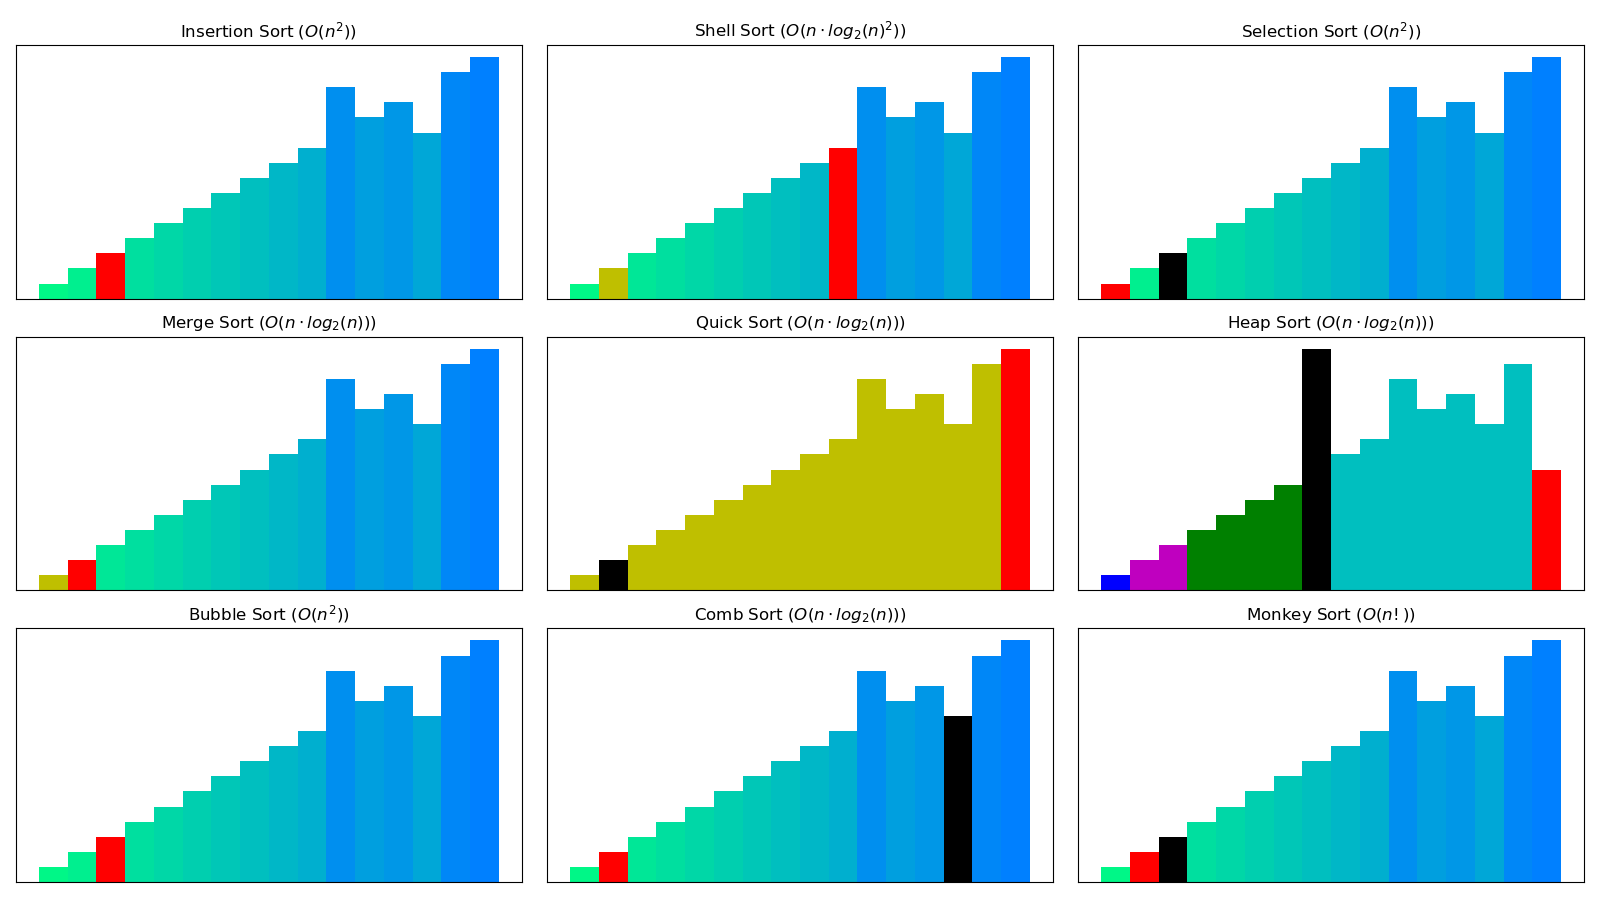 Insertion Sort (O(n²))
Shell Sort (O(n · log₂(n)²))
Selection Sort (O(n²))
Merge Sort (O(n · log₂(n)))
Quick Sort (O(n · log₂(n)))
Heap Sort (O(n · log₂(n)))
Bubble Sort (O(n²))
Comb Sort (O(n · log₂(n)))
Monkey Sort (O(n!))